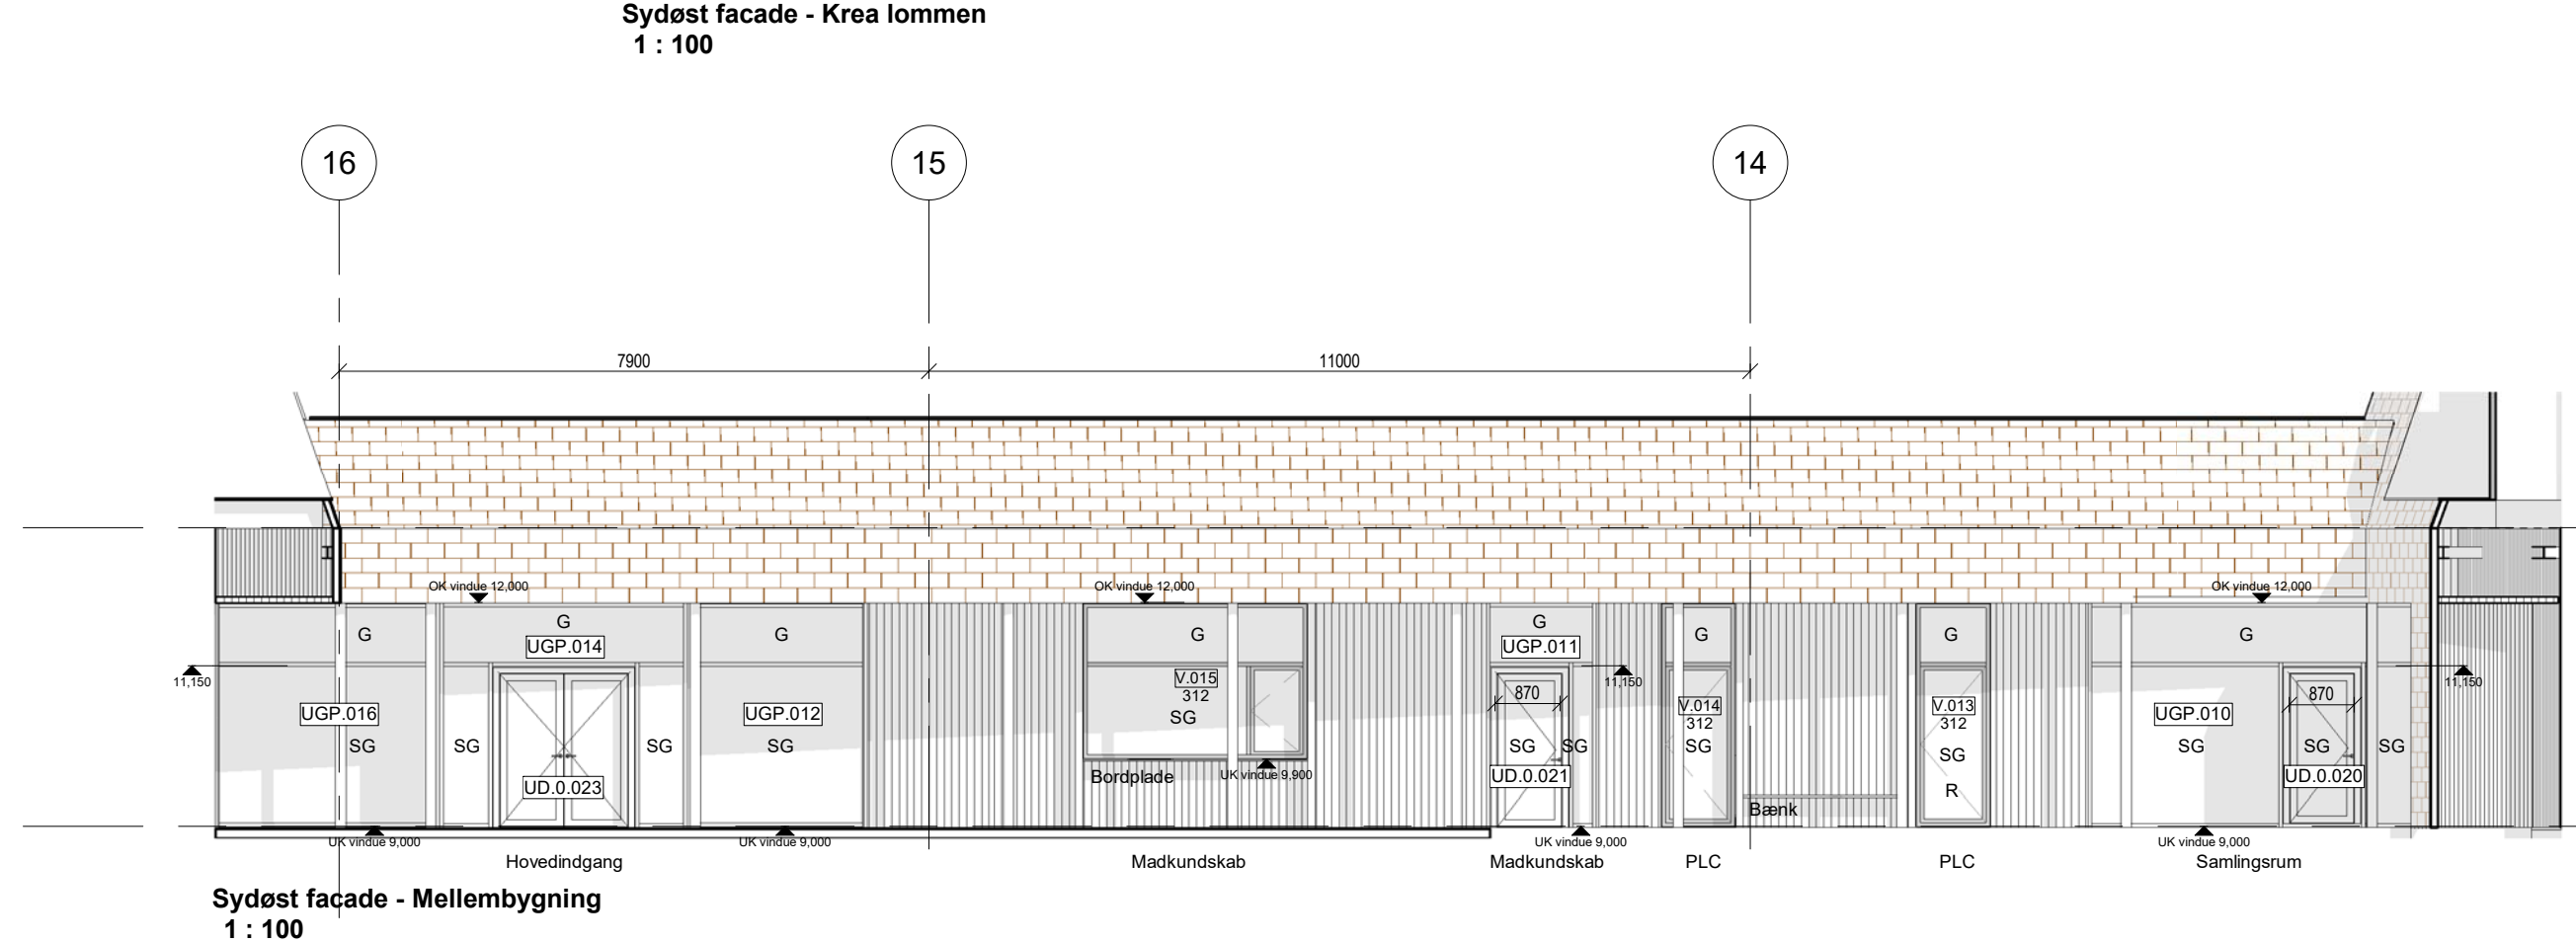 Sydøst facade - Krea lommen
1 : 100
16
15
14
7900
11000
OK vindue 12,000
OK vindue 12,000
OK vindue 12,000
G
G
UGP.014
G
G
G
UGP.011
G
G
G
11,150
11,150
11,150
UGP.016
SG
SG
SG
UD.0.023
UGP.012
SG
V.015
312
SG
Bordplade
UK vindue 9,900
870
SG
SG
UD.0.021
V.014
312
SG
Bænk
V.013
312
SG
R
UGP.010
SG
870
SG
UD.0.020
SG
UK vindue 9,000
UK vindue 9,000
UK vindue 9,000
UK vindue 9,000
Hovedindgang
Madkundskab
Madkundskab
PLC
PLC
Samlingsrum
Sydøst facade - Mellembygning
1 : 100